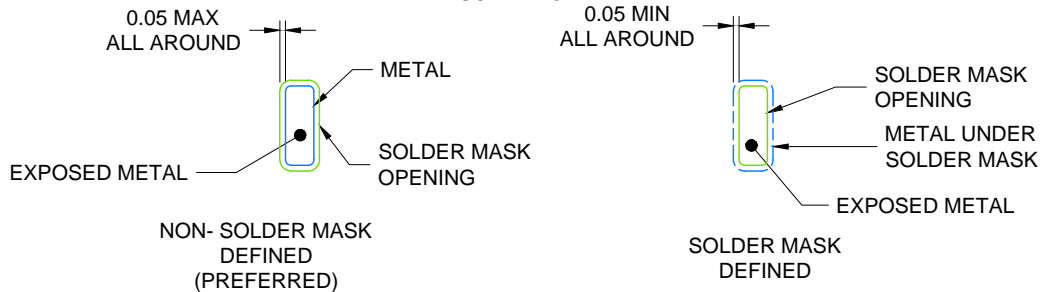 0.05 MAX
ALL AROUND
METAL
EXPOSED METAL
SOLDER MASK
OPENING
NON- SOLDER MASK
DEFINED
(PREFERRED)
0.05 MIN
ALL AROUND
SOLDER MASK
OPENING
METAL UNDER
SOLDER MASK
EXPOSED METAL
SOLDER MASK
DEFINED